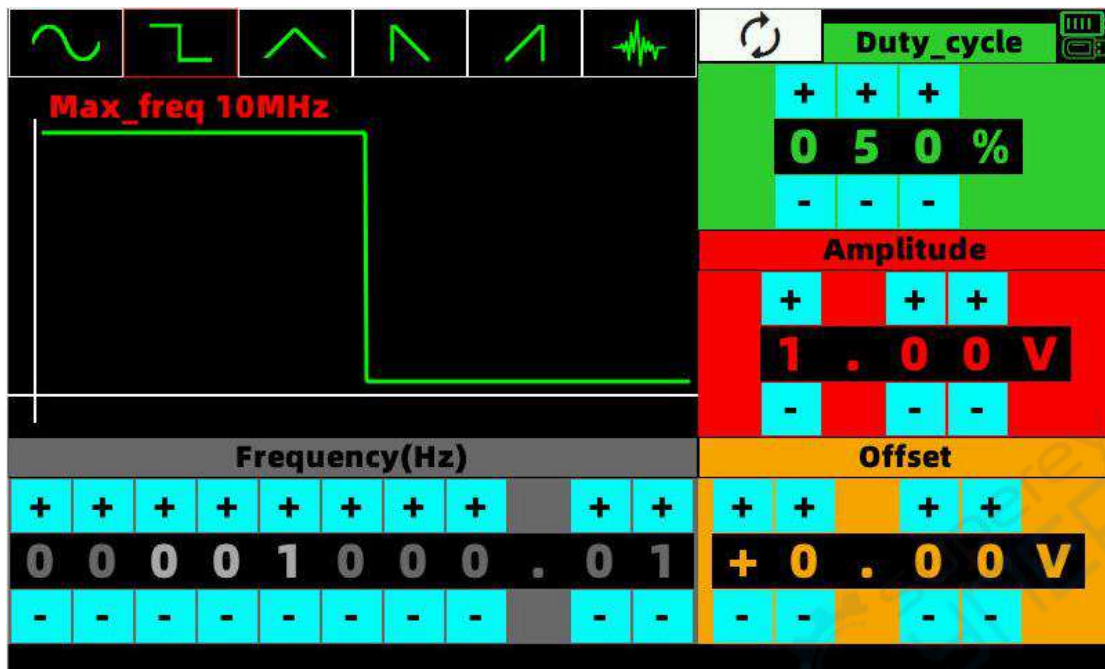 Duty_cycle
Max_freq 10MHz
+ + +
0 5 0 %
- - -
Amplitude
+ + +
1 . 0 0 V
- - -
Frequency(Hz)
+ + + + + + + + + +
0 0 0 0 1 0 0 0 . 0 1
- - - - - - - - - -
Offset
+ + + +
+ 0 . 0 0 V
- - - -